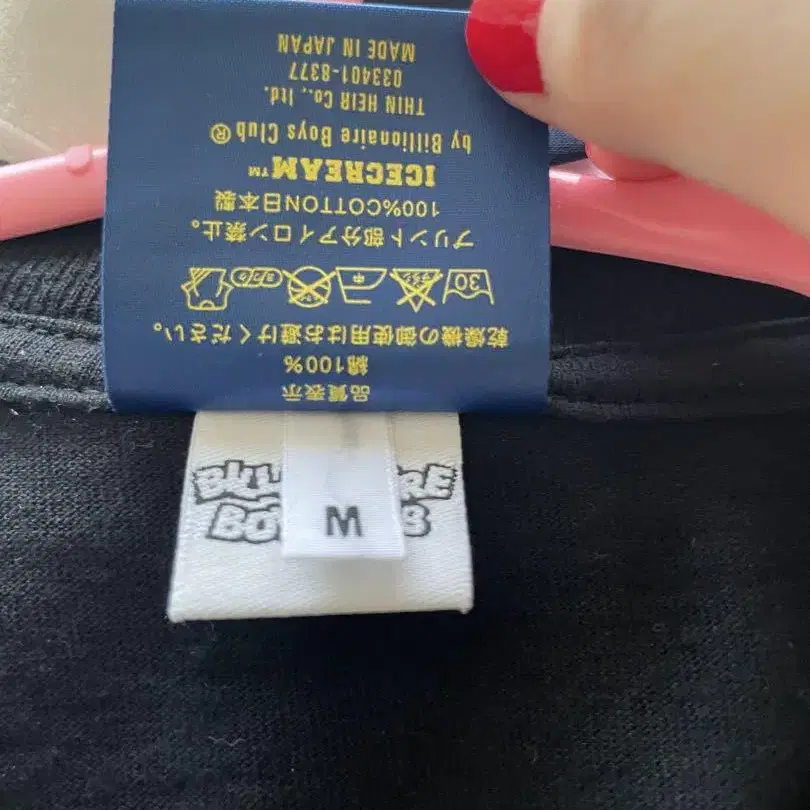 品質表示
綿100%
乾燥機の御使用はお避けください。
30 中
プリント部分アイロン禁止。
100%COTTON日本製
ICECREAM™
by Billionaire Boys Club®
THIN HEIR Co., ltd.
033401-8377
MADE IN JAPAN
M